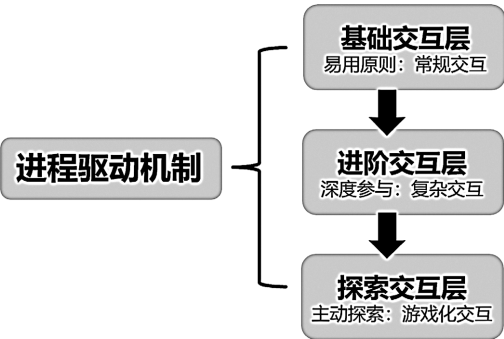 进程驱动机制
基础交互层
易用原则：常规交互
进阶交互层
深度参与：复杂交互
探索交互层
主动探索：游戏化交互